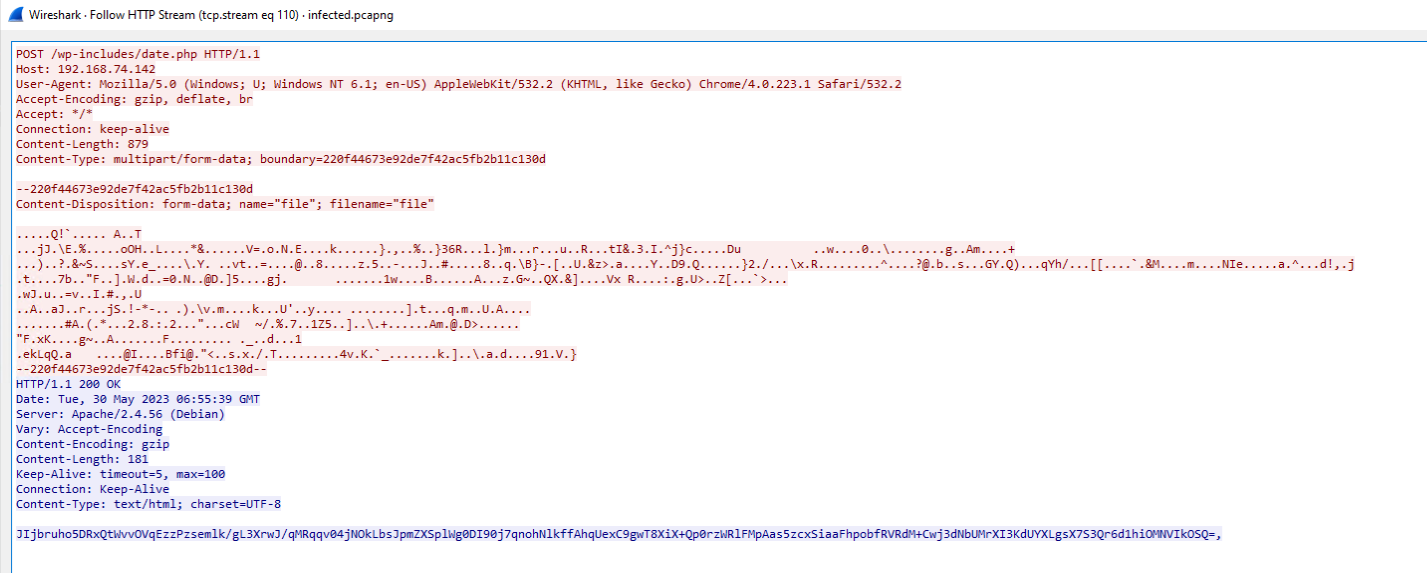 Wireshark · Follow HTTP Stream (tcp.stream eq 110) · infected.pcapng
POST /wp-includes/date.php HTTP/1.1
Host: 192.168.74.142
User-Agent: Mozilla/5.0 (Windows; U; Windows NT 6.1; en-US) AppleWebKit/532.2 (KHTML, like Gecko) Chrome/4.0.223.1 Safari/532.2
Accept-Encoding: gzip, deflate, br
Accept: */*
Connection: keep-alive
Content-Length: 879
Content-Type: multipart/form-data; boundary=220f44673e92de7f42ac5fb2b11c130d
--220f44673e92de7f42ac5fb2b11c130d
Content-Disposition: form-data; name="file"; filename="file"
.....Q!`..... A..T
...jJ.\E.%.....oOH..L....*&......V=.o.N.E....k......}.,..%..}36R...l.}m...r...u..R...tI&.3.I.^j}c.....Du ..w....0..\........g..Am....+
...)..?.&~S....sY.e_....\.Y. ..vt..=....@..8.....z.5..-...J..#.....8..q.\B}-.[..U.&z>.a....Y..D9.Q......}2./...\x.R.........^....?@.b..s...GY.Q)...qYh/...[[....`.&M....m....NIe.....a.^...d!,.j
.t....7b.."F..].W.d..=0.N..@D.]5....gj. .......1w....B......A...z.G~..QX.&]....Vx R....:.g.U>..Z[...`>...
.wJ.u..=v..I.#.,.U
..A..aJ..r...jS.!-*-.. .).\v.m....k...U'..y.... ........].t...q.m..U.A....
.......#A.(.*...2.8.:.2..."...cW ~/.%.7..1Z5..]..\.+......Am.@.D>......
"F.xK....g~..A.......F......... ._..d...1
.ekLqQ.a ....@I....Bfi@."<..s.x./.T.........4v.K.`_.......k.]..\.a.d....91.V.}
--220f44673e92de7f42ac5fb2b11c130d--
HTTP/1.1 200 OK
Date: Tue, 30 May 2023 06:55:39 GMT
Server: Apache/2.4.56 (Debian)
Vary: Accept-Encoding
Content-Encoding: gzip
Content-Length: 181
Keep-Alive: timeout=5, max=100
Connection: Keep-Alive
Content-Type: text/html; charset=UTF-8
JIjbruho5DRxQtWvvOVqEzzPzsemlk/gL3XrwJ/qMRqqv04jNOkLbsJpmZXSplWg0DI90j7qnohNlkffAhqUexC9gwT8XiX+Qp0rzWRlFMpAas5zcxSiaaFhpobfRVRdM+Cwj3dNbUMrXI3KdUYXLgsX7S3Qr6d1hiOMNVIkOSQ=,